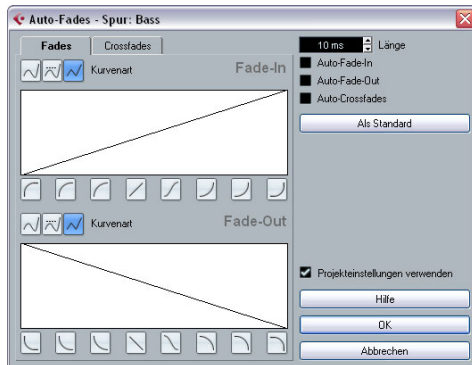 Auto-Fades - Spur: Bass
Fades
Crossfades
Kurvenart
Fade-In
Kurvenart
Fade-Out
10 ms
Länge
Auto-Fade-In
Auto-Fade-Out
Auto-Crossfades
Als Standard
Projekteinstellungen verwenden
Hilfe
OK
Abbrechen